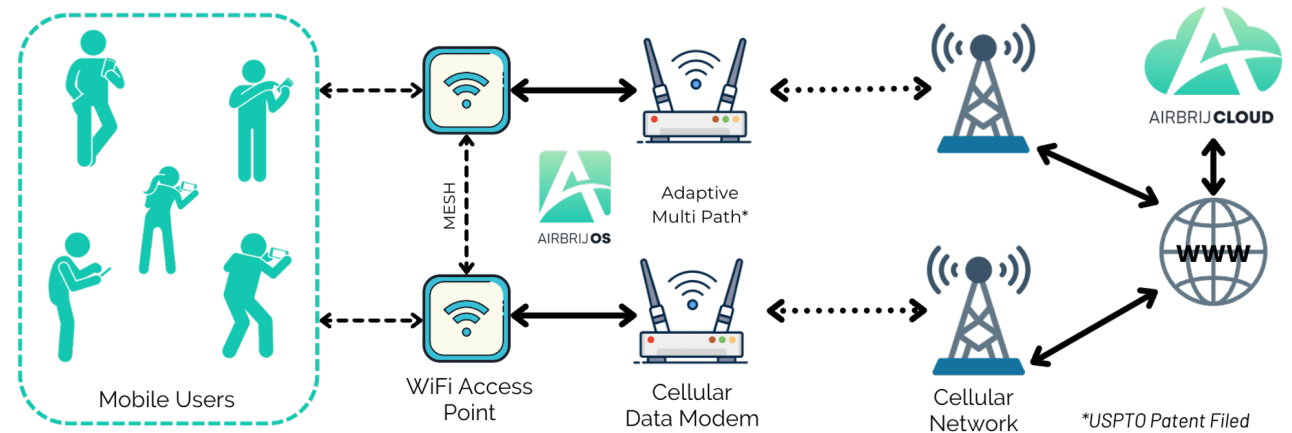 AIRBRIJ CLOUD
MESH
AIRBRIJ OS
Adaptive
Multi Path*
WWW
Mobile Users
WiFi Access
Point
Cellular
Data Modem
Cellular
Network
*USPTO Patent Filed